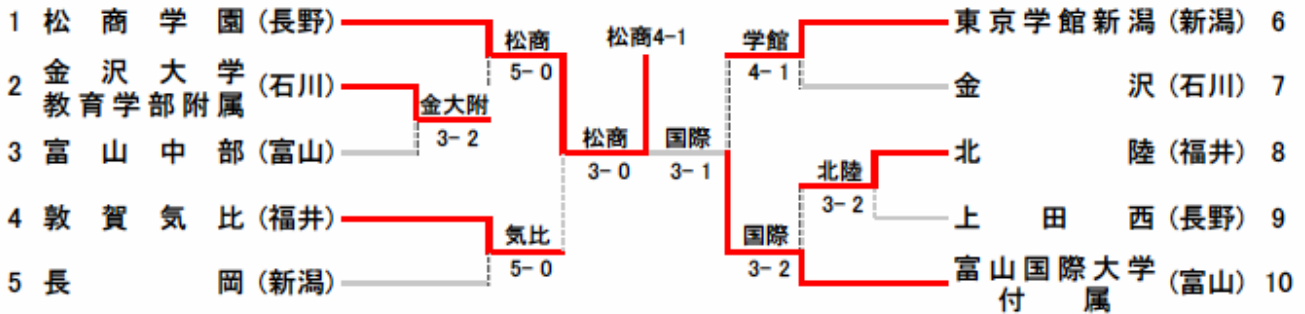 1 松商学園(長野)
2 金沢大学教育学部附属(石川)
3 富山中部(富山)
4 敦賀気比(福井)
5 長岡(新潟)
松商
5-0
金大附
3-2
気比
5-0
松商
3-0
松商4-1
国際
3-1
学館
4-1
北陸
3-2
国際
3-2
東京学館新潟(新潟) 6
金沢(石川) 7
北陸(福井) 8
上田西(長野) 9
富山国際大学付属(富山) 10